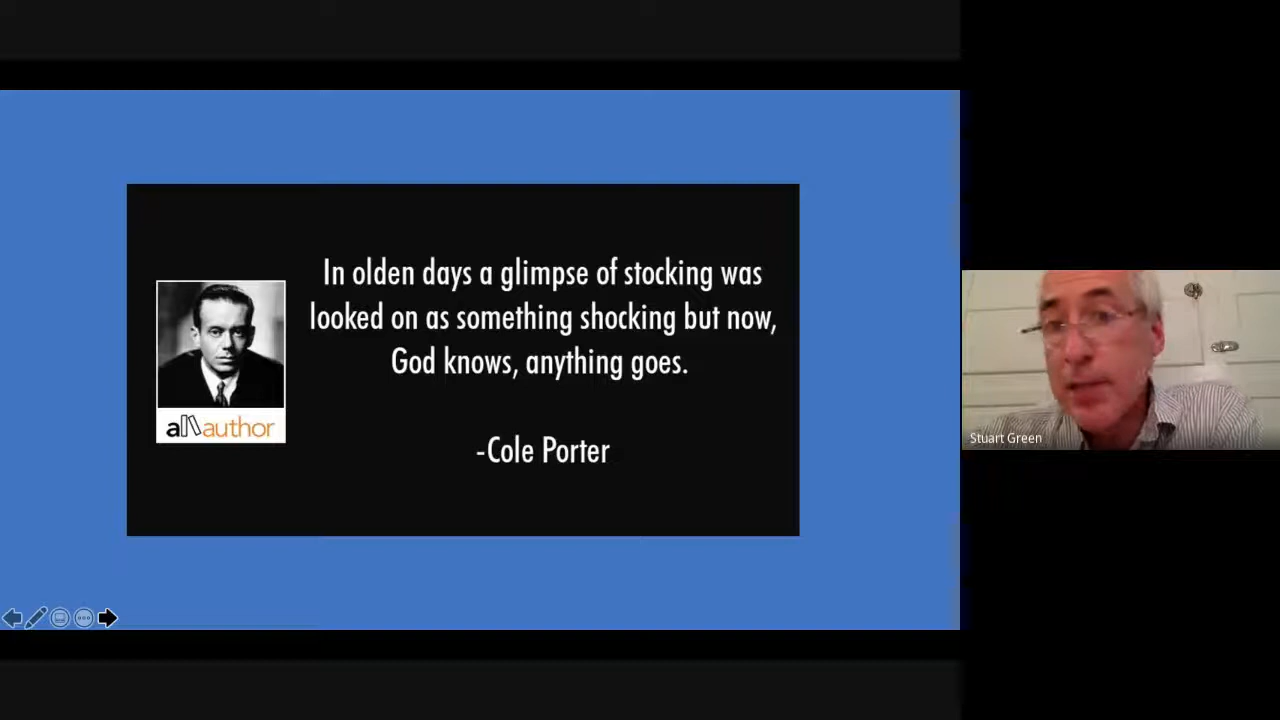 In olden days a glimpse of stocking was
looked on as something shocking but now,
God knows, anything goes.
-Cole Porter
allauthor
Stuart Green